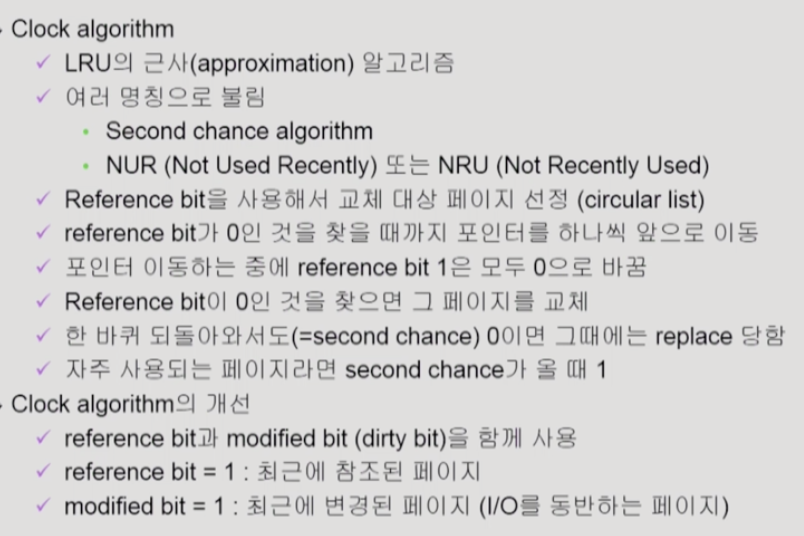 Clock algorithm
✓ LRU의 근사(approximation) 알고리즘
✓ 여러 명칭으로 불림
• Second chance algorithm
• NUR (Not Used Recently) 또는 NRU (Not Recently Used)
✓ Reference bit을 사용해서 교체 대상 페이지 선정 (circular list)
✓ reference bit가 0인 것을 찾을 때까지 포인터를 하나씩 앞으로 이동
✓ 포인터 이동하는 중에 reference bit 1은 모두 0으로 바꿈
✓ Reference bit이 0인 것을 찾으면 그 페이지를 교체
✓ 한 바퀴 되돌아와서도(=second chance) 0이면 그때에는 replace 당함
✓ 자주 사용되는 페이지라면 second chance가 올 때 1
Clock algorithm의 개선
✓ reference bit과 modified bit (dirty bit)을 함께 사용
✓ reference bit = 1 : 최근에 참조된 페이지
✓ modified bit = 1 : 최근에 변경된 페이지 (I/O를 동반하는 페이지)